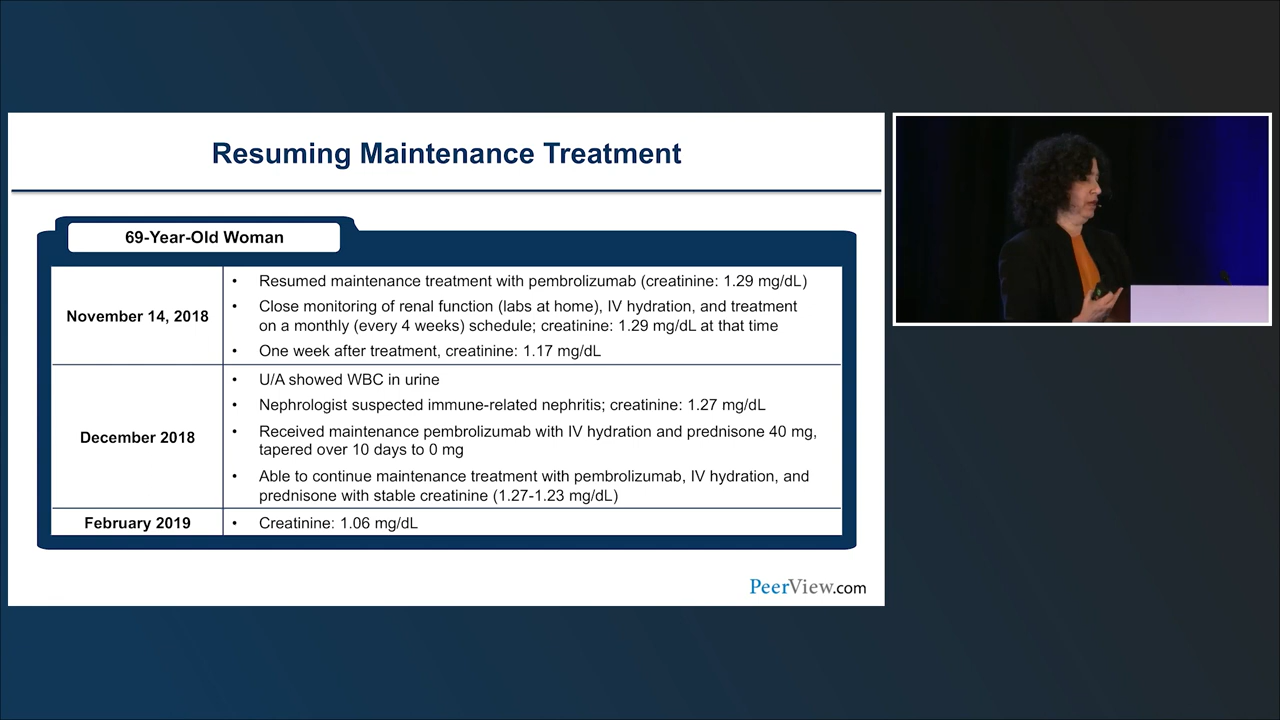 Resuming Maintenance Treatment
69-Year-Old Woman
November 14, 2018
• Resumed maintenance treatment with pembrolizumab (creatinine: 1.29 mg/dL)
• Close monitoring of renal function (labs at home), IV hydration, and treatment
on a monthly (every 4 weeks) schedule; creatinine: 1.29 mg/dL at that time
• One week after treatment, creatinine: 1.17 mg/dL
December 2018
• U/A showed WBC in urine
• Nephrologist suspected immune-related nephritis; creatinine: 1.27 mg/dL
• Received maintenance pembrolizumab with IV hydration and prednisone 40 mg,
tapered over 10 days to 0 mg
• Able to continue maintenance treatment with pembrolizumab, IV hydration, and
prednisone with stable creatinine (1.27-1.23 mg/dL)
February 2019
• Creatinine: 1.06 mg/dL
PeerView.com